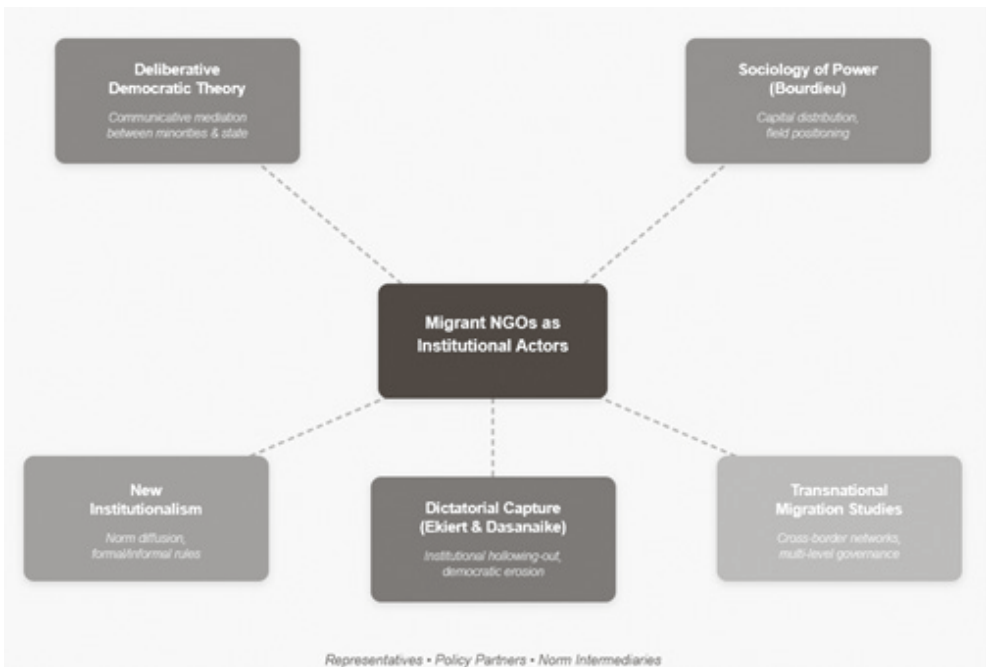 Deliberative
Democratic Theory
Communicative mediation
between minorities & state
Sociology of Power
(Bourdieu)
Capital distribution,
field positioning
Migrant NGOs as
Institutional Actors
New
Institutionalism
Norm diffusion,
formal/informal rules
Dictatorial Capture
(Ekiert & Dasanaike)
Institutional hollowing-out,
democratic erosion
Transnational
Migration Studies
Cross-border networks,
multi-level governance
Representatives • Policy Partners • Norm Intermediaries